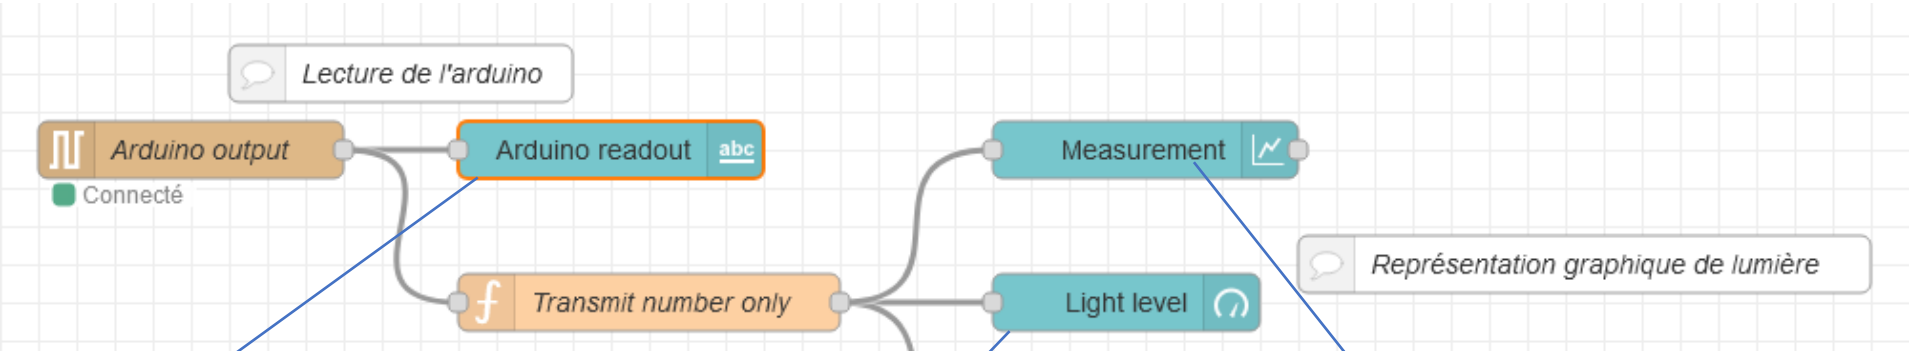 Lecture de l'arduino
Arduino output
Arduino readout
abc
Measurement
Connecté
Représentation graphique de lumière
Transmit number only
Light level